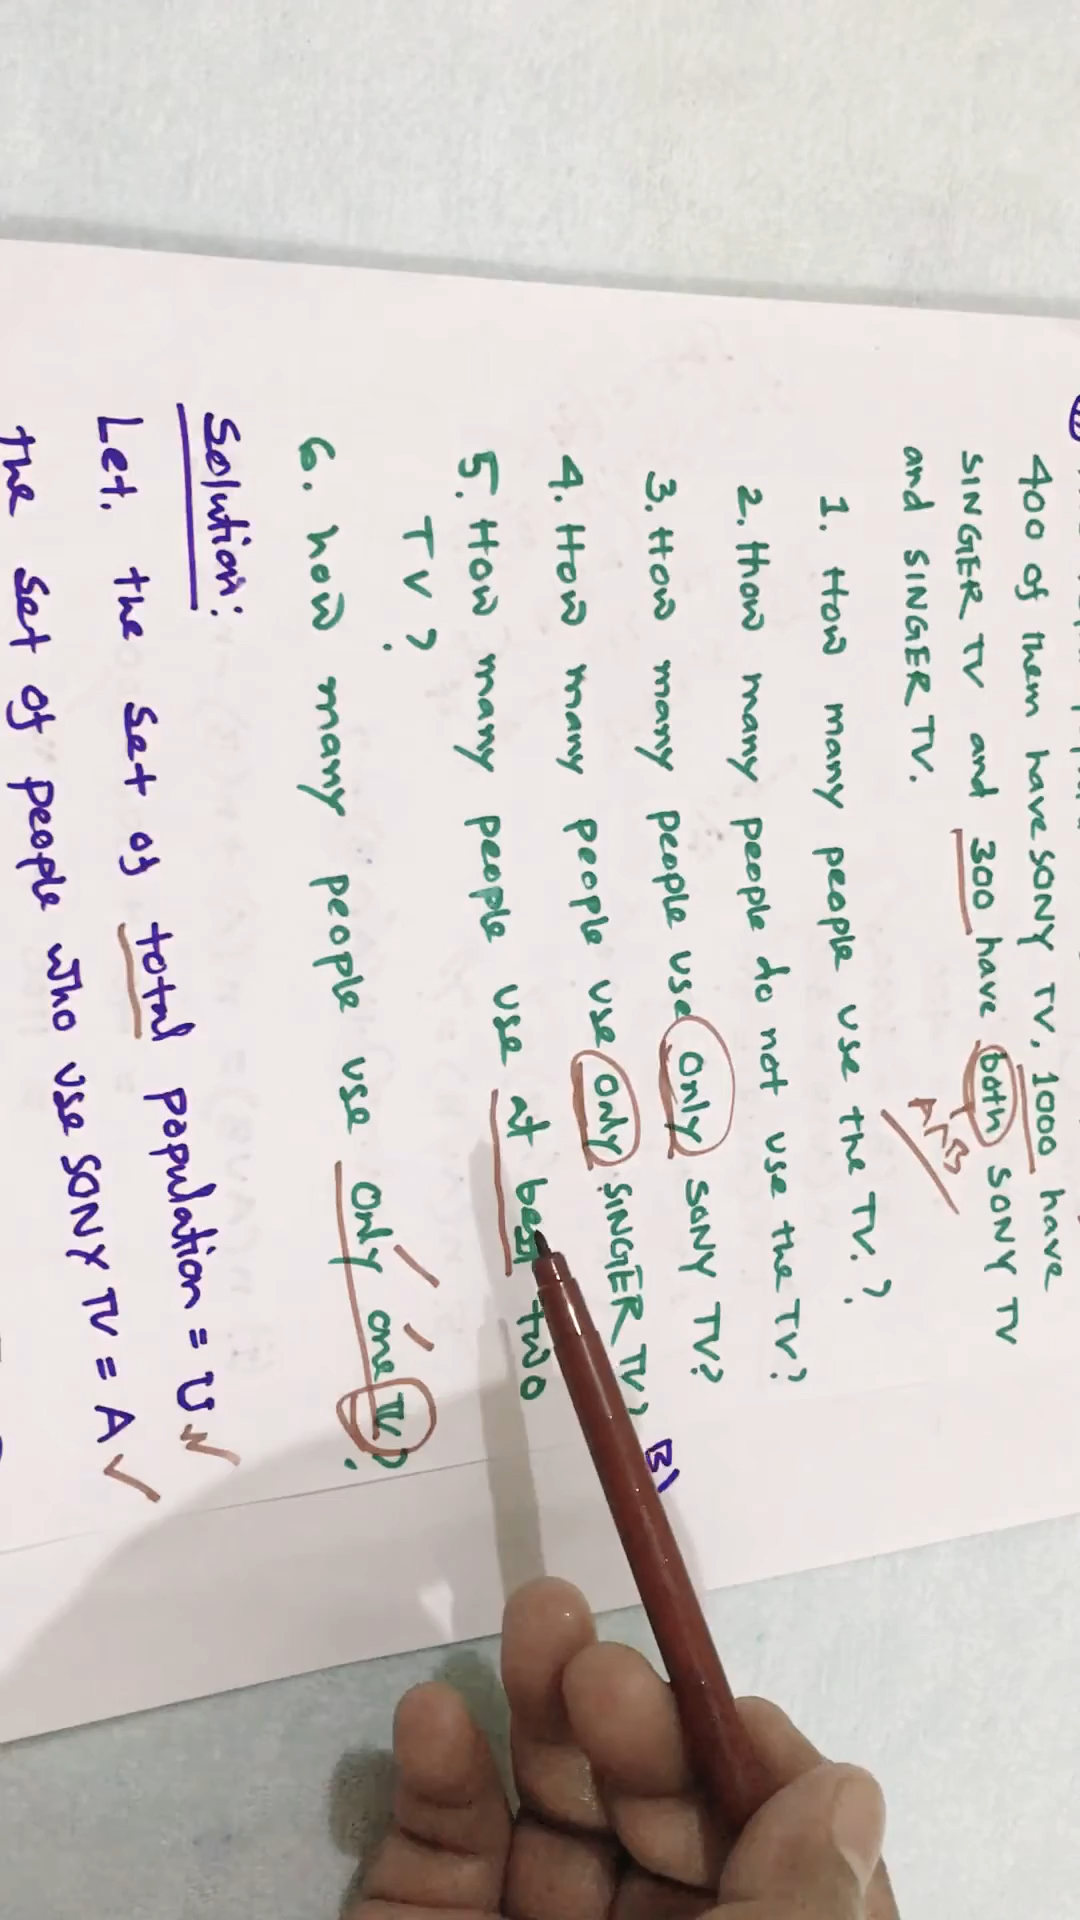 400 of them have SONY TV, 1000 have
SINGER TV and 300 have both SONY TV
and SINGER TV.
A∩B
1. How many people use the TV.?
2. How many people do not use the TV?
3. How many people use only SONY TV?
4. How many people use only SINGER TV?
B)
5. How many people use at best two
TV?
6. how many people use only one TV?
Solution:
Let. the set of total population = U
the set of people who use SONY TV = A